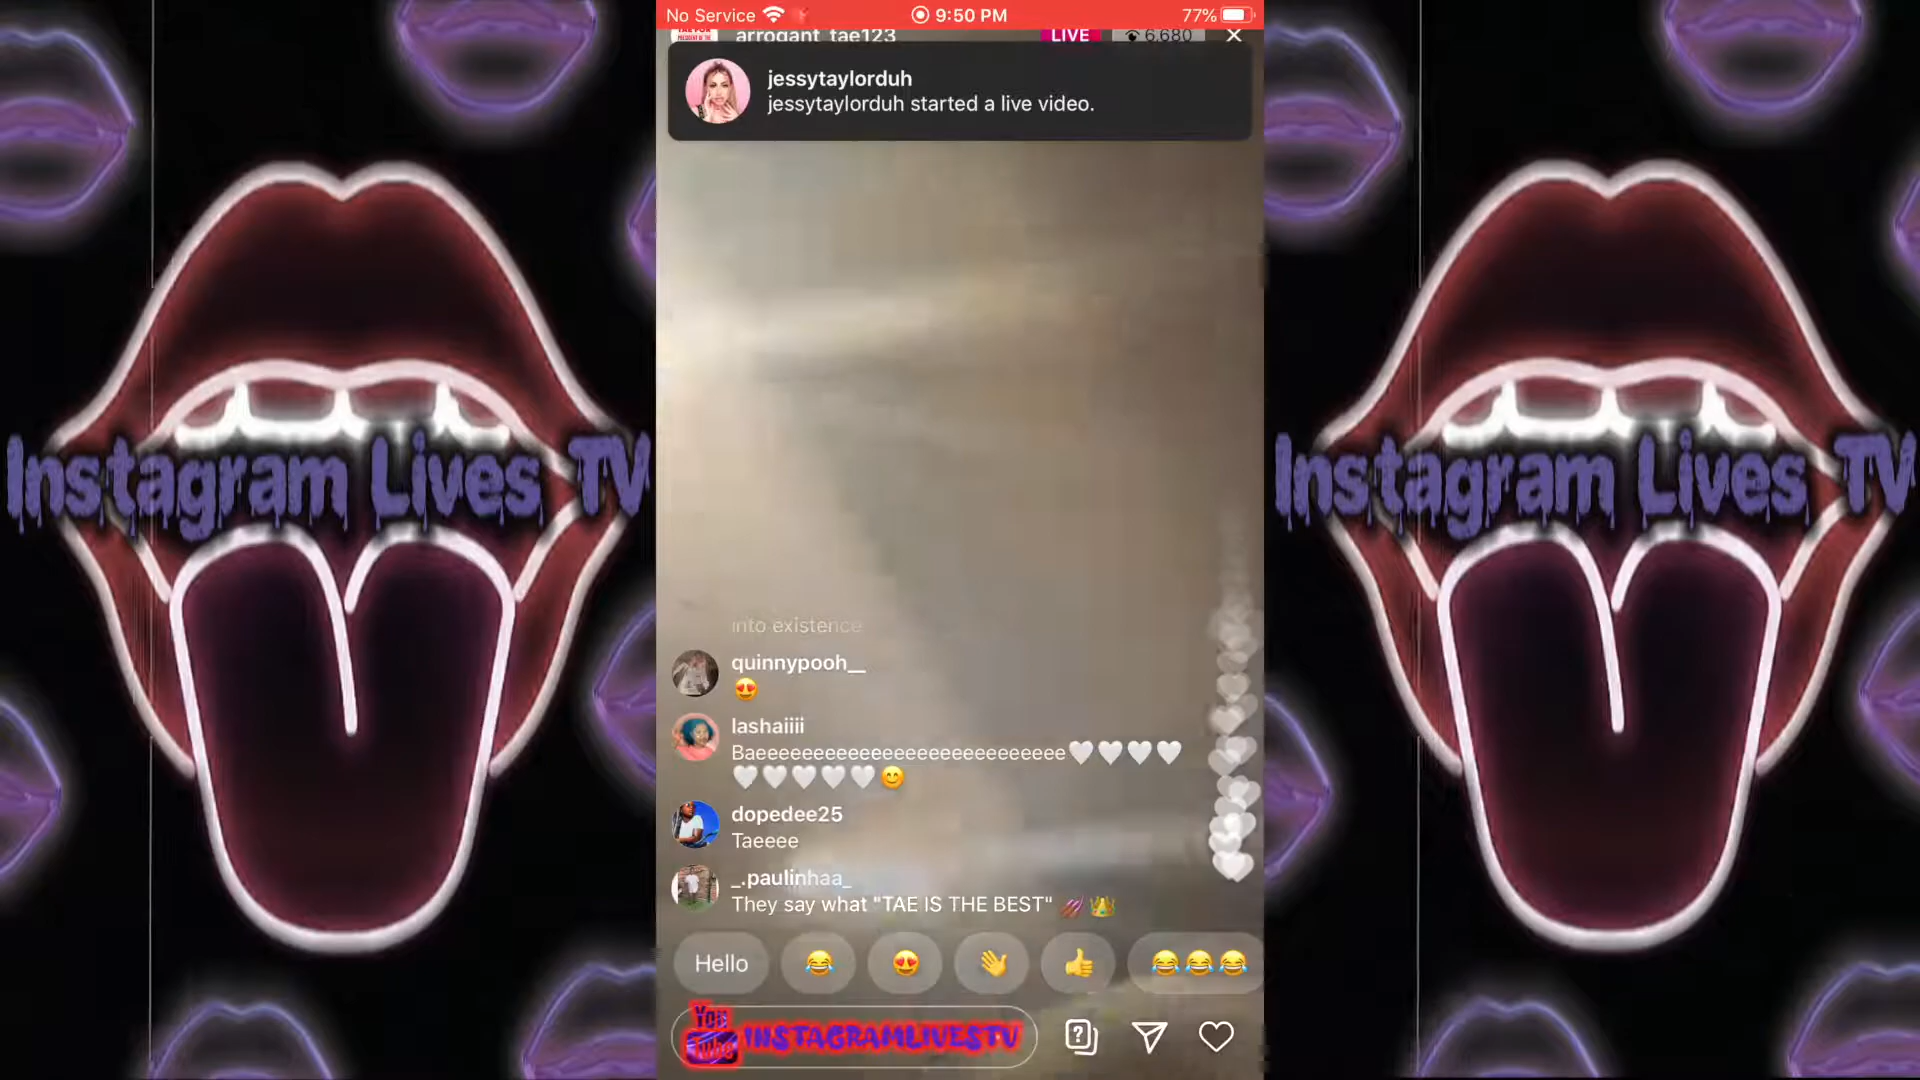 No Service 9:50 PM 77%
arrogant_tae123 LIVE 6,680
jessytaylorduh
jessytaylorduh started a live video.
into existence
quinnypooh__
😍
lashaiiii
Baeeeeeeeeeeeeeeeeeeeeeeeeeee🤍🤍🤍🤍
🤍🤍🤍🤍🤍😊
dopedee25
Taeeee
_.paulinhaa_
They say what "TAE IS THE BEST" 💅 👑
Hello 😂 😍 👋 👍 😂😂😂
You
Tube INSTAGRAMLIVESTV
Instagram Lives TV
Instagram Lives TV